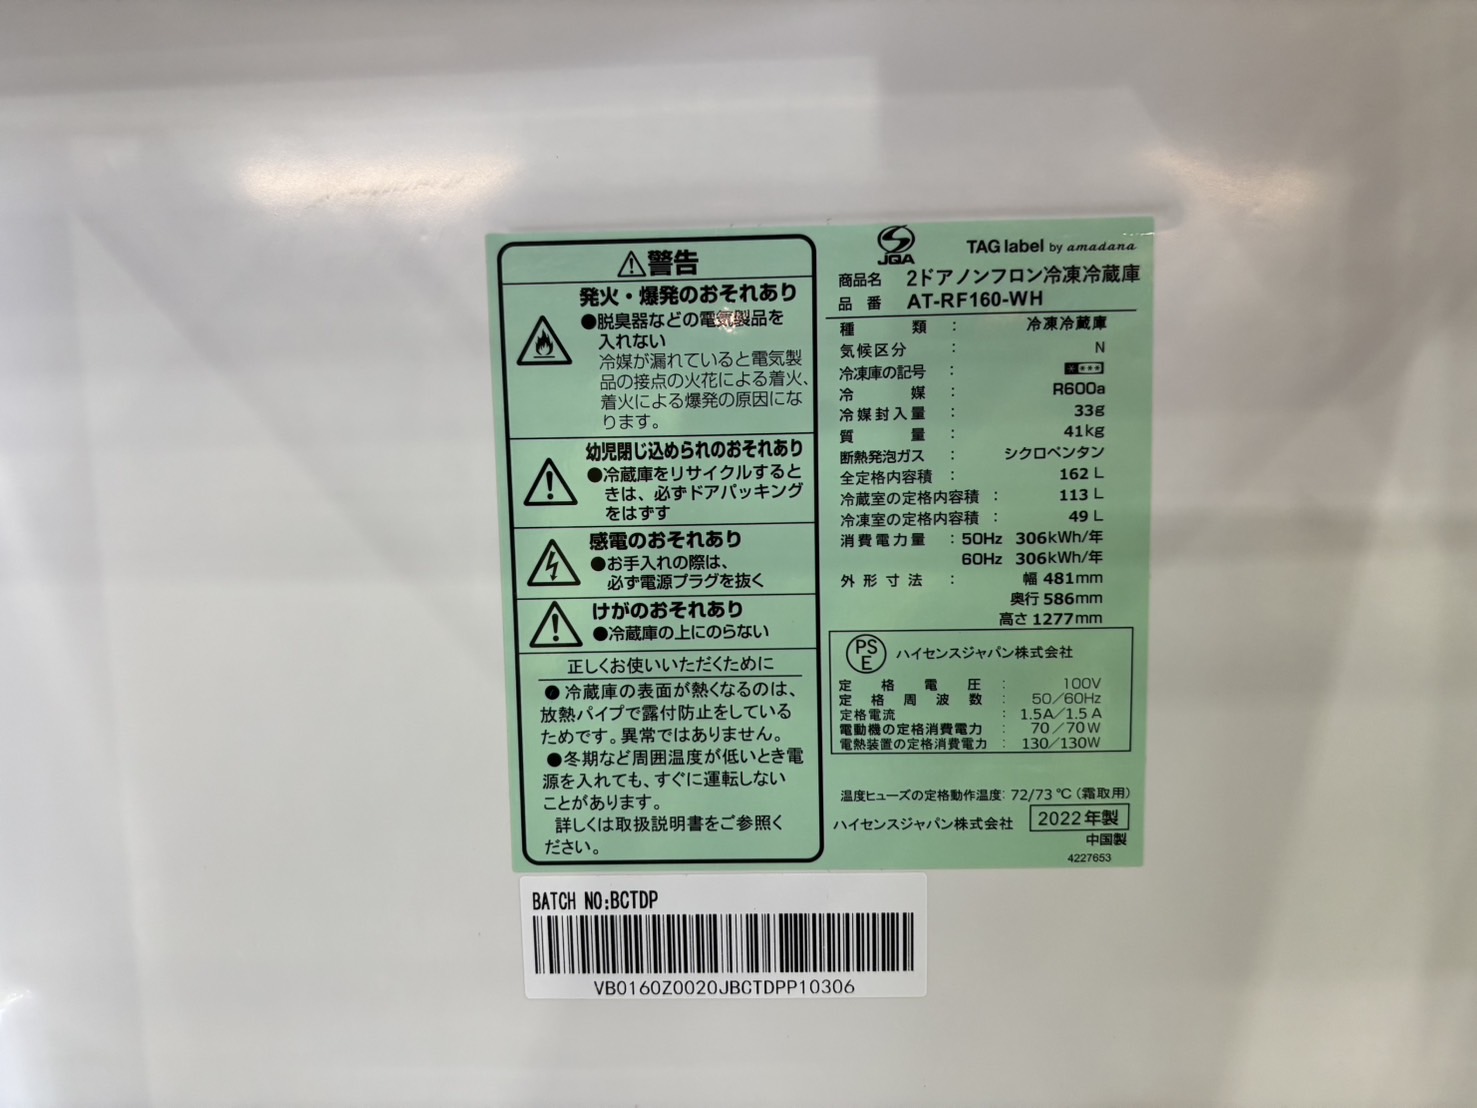 警告
発火・爆発のおそれあり
●脱臭器などの電気製品を
入れない
冷媒が漏れていると電気製
品の接点の火花による着火、
着火による爆発の原因にな
ります。
幼児閉じ込められのおそれあり
●冷蔵庫をリサイクルすると
きは、必ずドアパッキング
をはずす
感電のおそれあり
●お手入れの際は、
必ず電源プラグを抜く
けがのおそれあり
●冷蔵庫の上にのらない
正しくお使いいただくために
●冷蔵庫の表面が熱くなるのは、
放熱パイプで露付防止をしている
ためです。異常ではありません。
●冬期など周囲温度が低いとき電
源を入れても、すぐに運転しない
ことがあります。
詳しくは取扱説明書をご参照く
ださい。
JQA
TAG label by amadana
商品名 2ドアノンフロン冷凍冷蔵庫
品番 AT-RF160-WH
種類 : 冷凍冷蔵庫
気候区分 : N
冷凍庫の記号 :
冷媒 : R600a
冷媒封入量 : 33g
質量 : 41kg
断熱発泡ガス : シクロペンタン
全定格内容積 : 162 L
冷蔵室の定格内容積 : 113 L
冷凍室の定格内容積 : 49 L
消費電力量 : 50Hz 306kWh/年
60Hz 306kWh/年
外形寸法 : 幅 481mm
奥行 586mm
高さ 1277mm
PSE ハイセンスジャパン株式会社
定格電圧 : 100V
定格周波数 : 50/60Hz
定格電流 : 1.5A/1.5A
電動機の定格消費電力 : 70/70W
電熱装置の定格消費電力 : 130/130W
温度ヒューズの定格動作温度: 72/73℃(霜取用)
ハイセンスジャパン株式会社 2022年製
中国製
4227653
BATCH NO:BCTDP
VB0160Z0020JBCTDPP10306